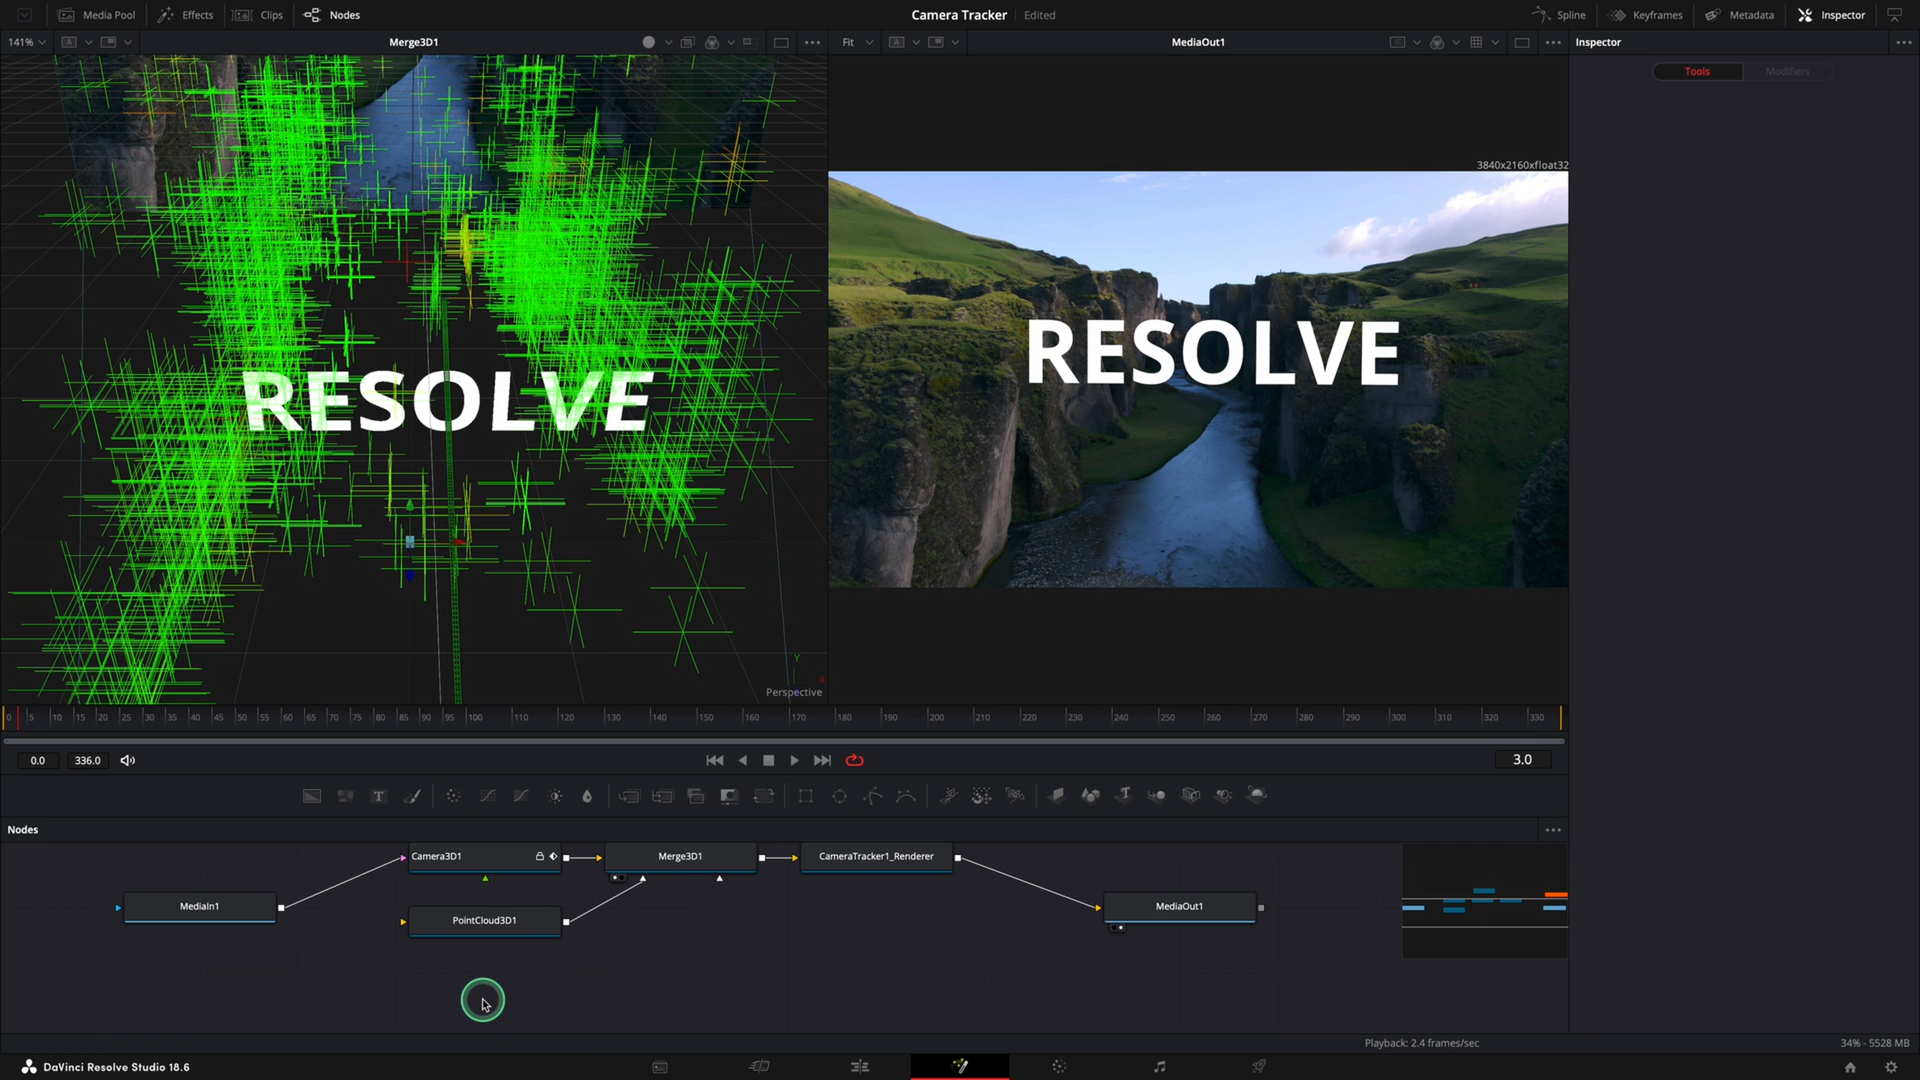 Media Pool Effects Clips Nodes Camera Tracker Edited Spline Keyframes Metadata Inspector
141% Merge3D1 Fit MediaOut1 Inspector
Tools Modifiers
3840x2160xfloat32
RESOLVE
RESOLVE
Y
X
Perspective
0 5 10 15 20 25 30 35 40 45 50 55 60 65 70 75 80 85 90 95 100 110 120 130 140 150 160 170 180 190 200 210 220 230 240 250 260 270 280 290 300 310 320 330
0.0 336.0 3.0
Nodes
Camera3D1 Merge3D1 CameraTracker1_Renderer
MediaIn1 MediaOut1
PointCloud3D1
Playback: 2.4 frames/sec 34% - 5528 MB
DaVinci Resolve Studio 18.6